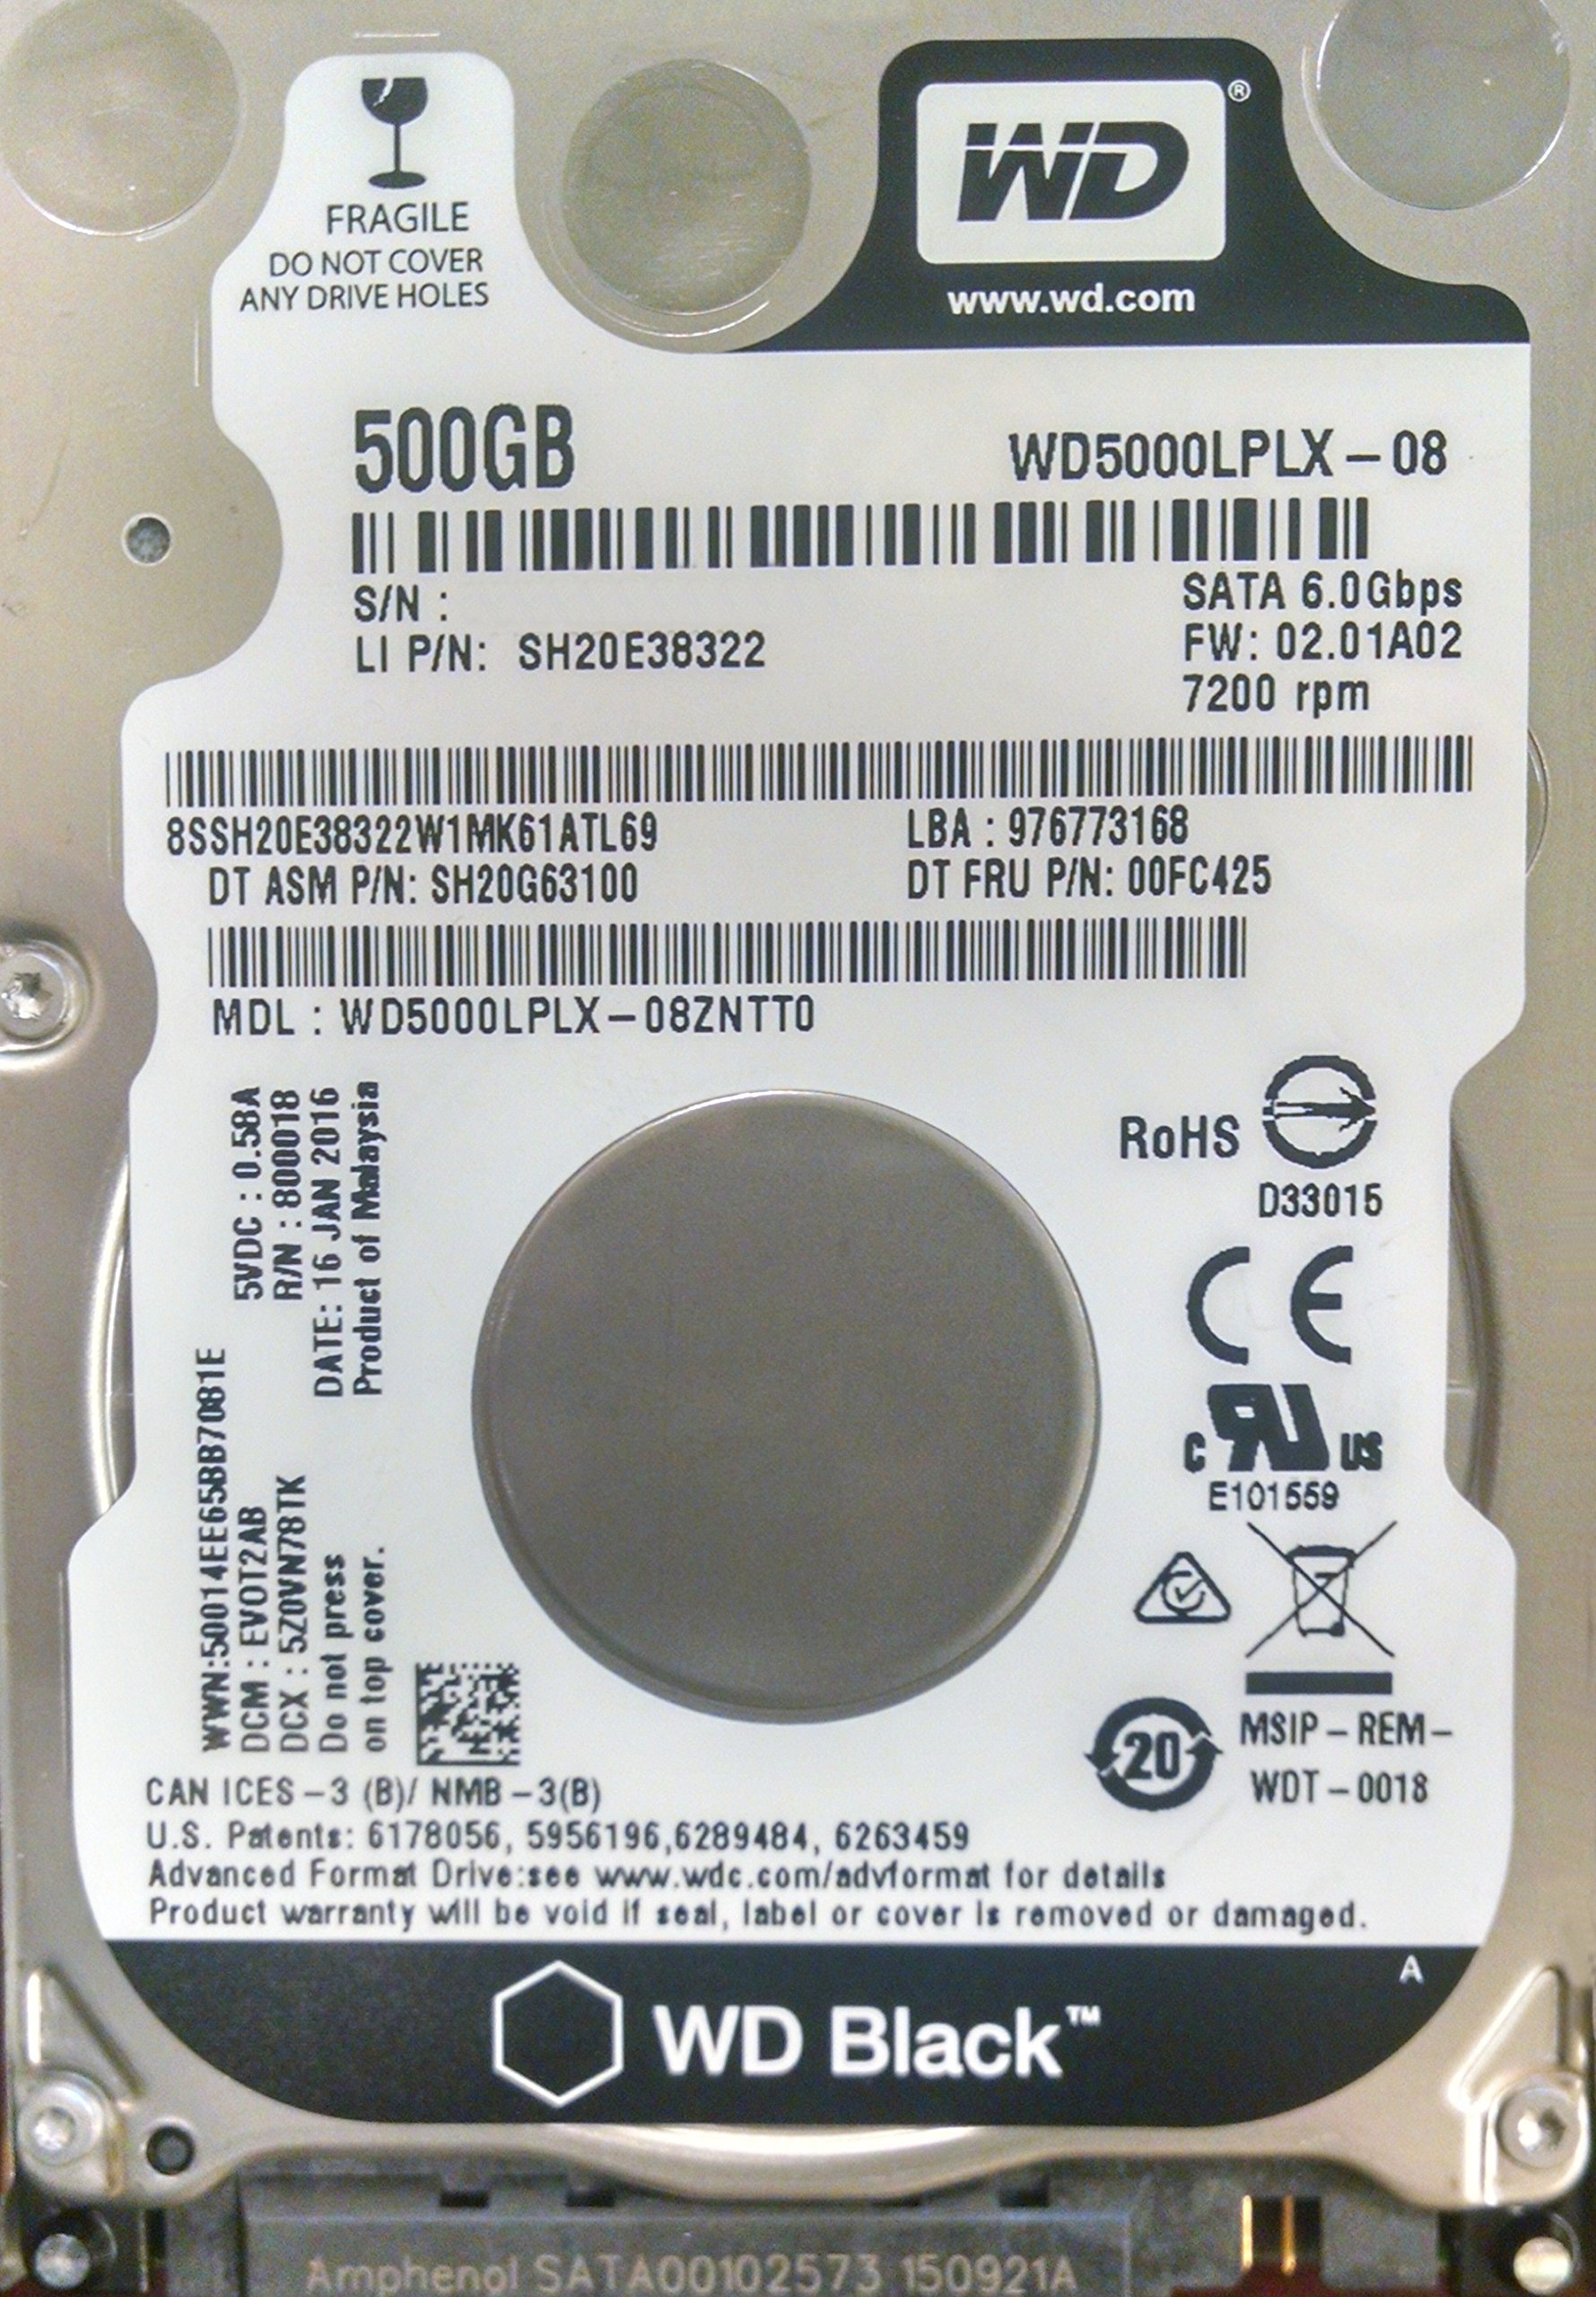 FRAGILE
DO NOT COVER
ANY DRIVE HOLES
WD®
www.wd.com
500GB
WD5000LPLX-08
S/N :
LI P/N: SH20E38322
SATA 6.0Gbps
FW: 02.01A02
7200 rpm
8SSH20E38322W1MK61ATL69
LBA : 976773168
DT ASM P/N: SH20G63100
DT FRU P/N: 00FC425
MDL : WD5000LPLX-08ZNTT0
5VDC : 0.58A
R/N : 800018
DATE: 16 JAN 2016
Product of Malaysia
WWN:50014EE65BB7081E
DCM : EVOT2AB
DCX : 5Z0VN78TK
Do not press
on top cover.
RoHS
D33015
CE
c RU US
E101559
20
MSIP-REM-
WDT-0018
CAN ICES-3 (B)/ NMB-3(B)
U.S. Patents: 6178056, 5956196,6289484, 6263459
Advanced Format Drive:see www.wdc.com/advformat for details
Product warranty will be void if seal, label or cover is removed or damaged.
A
WD Black™
Amphenol SATA00102573 150921A